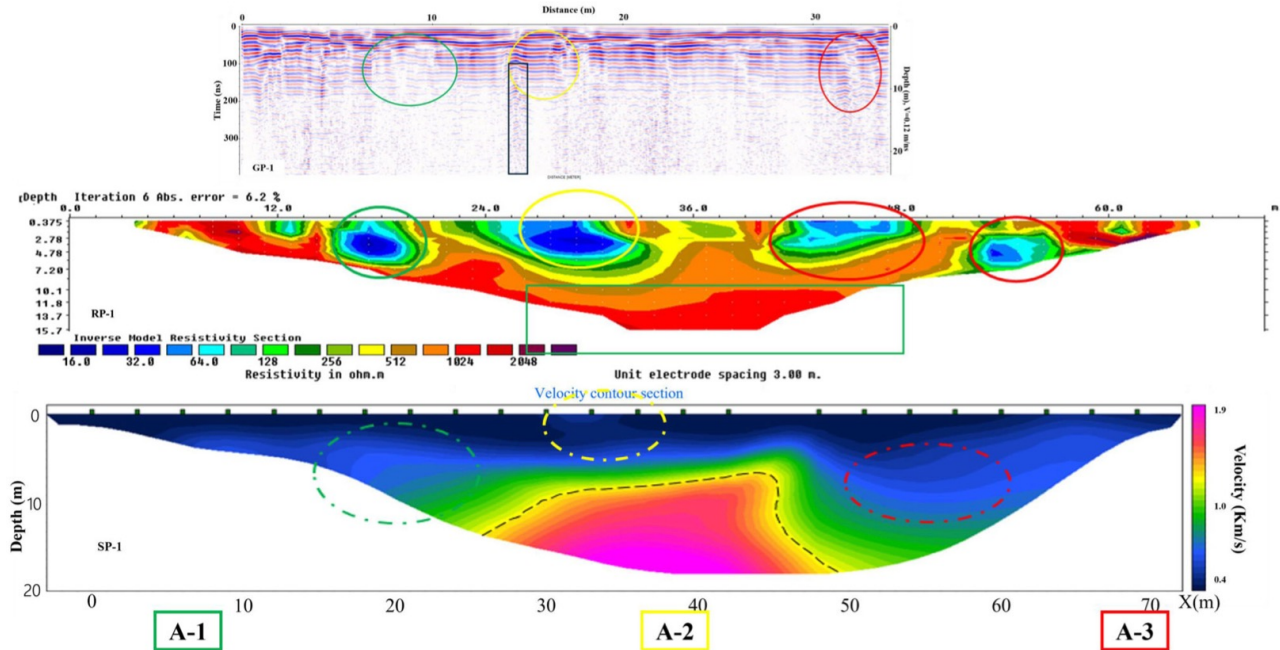 Distance (m)
0 10 20 30
0 100 200 300
Time (ns)
0 10 20
Depth (m), V=0.12 m/ns
GP-1
DISTANCE [METER]
Depth Iteration 6 Abs. error = 6.2 %
0.0 12.0 24.0 36.0 48.0 60.0 m
0.375
2.78
4.78
7.20
10.1
11.8
13.7
15.7
RP-1
Inverse Model Resistivity Section
16.0 32.0 64.0 128 256 512 1024 2048
Resistivity in ohm.m Unit electrode spacing 3.00 m.
Velocity contour section
0
10
20
Depth (m)
SP-1
1.9
1.0
0.4
Velocity (Km/s)
0 10 20 30 40 50 60 70 X(m)
A-1 A-2 A-3